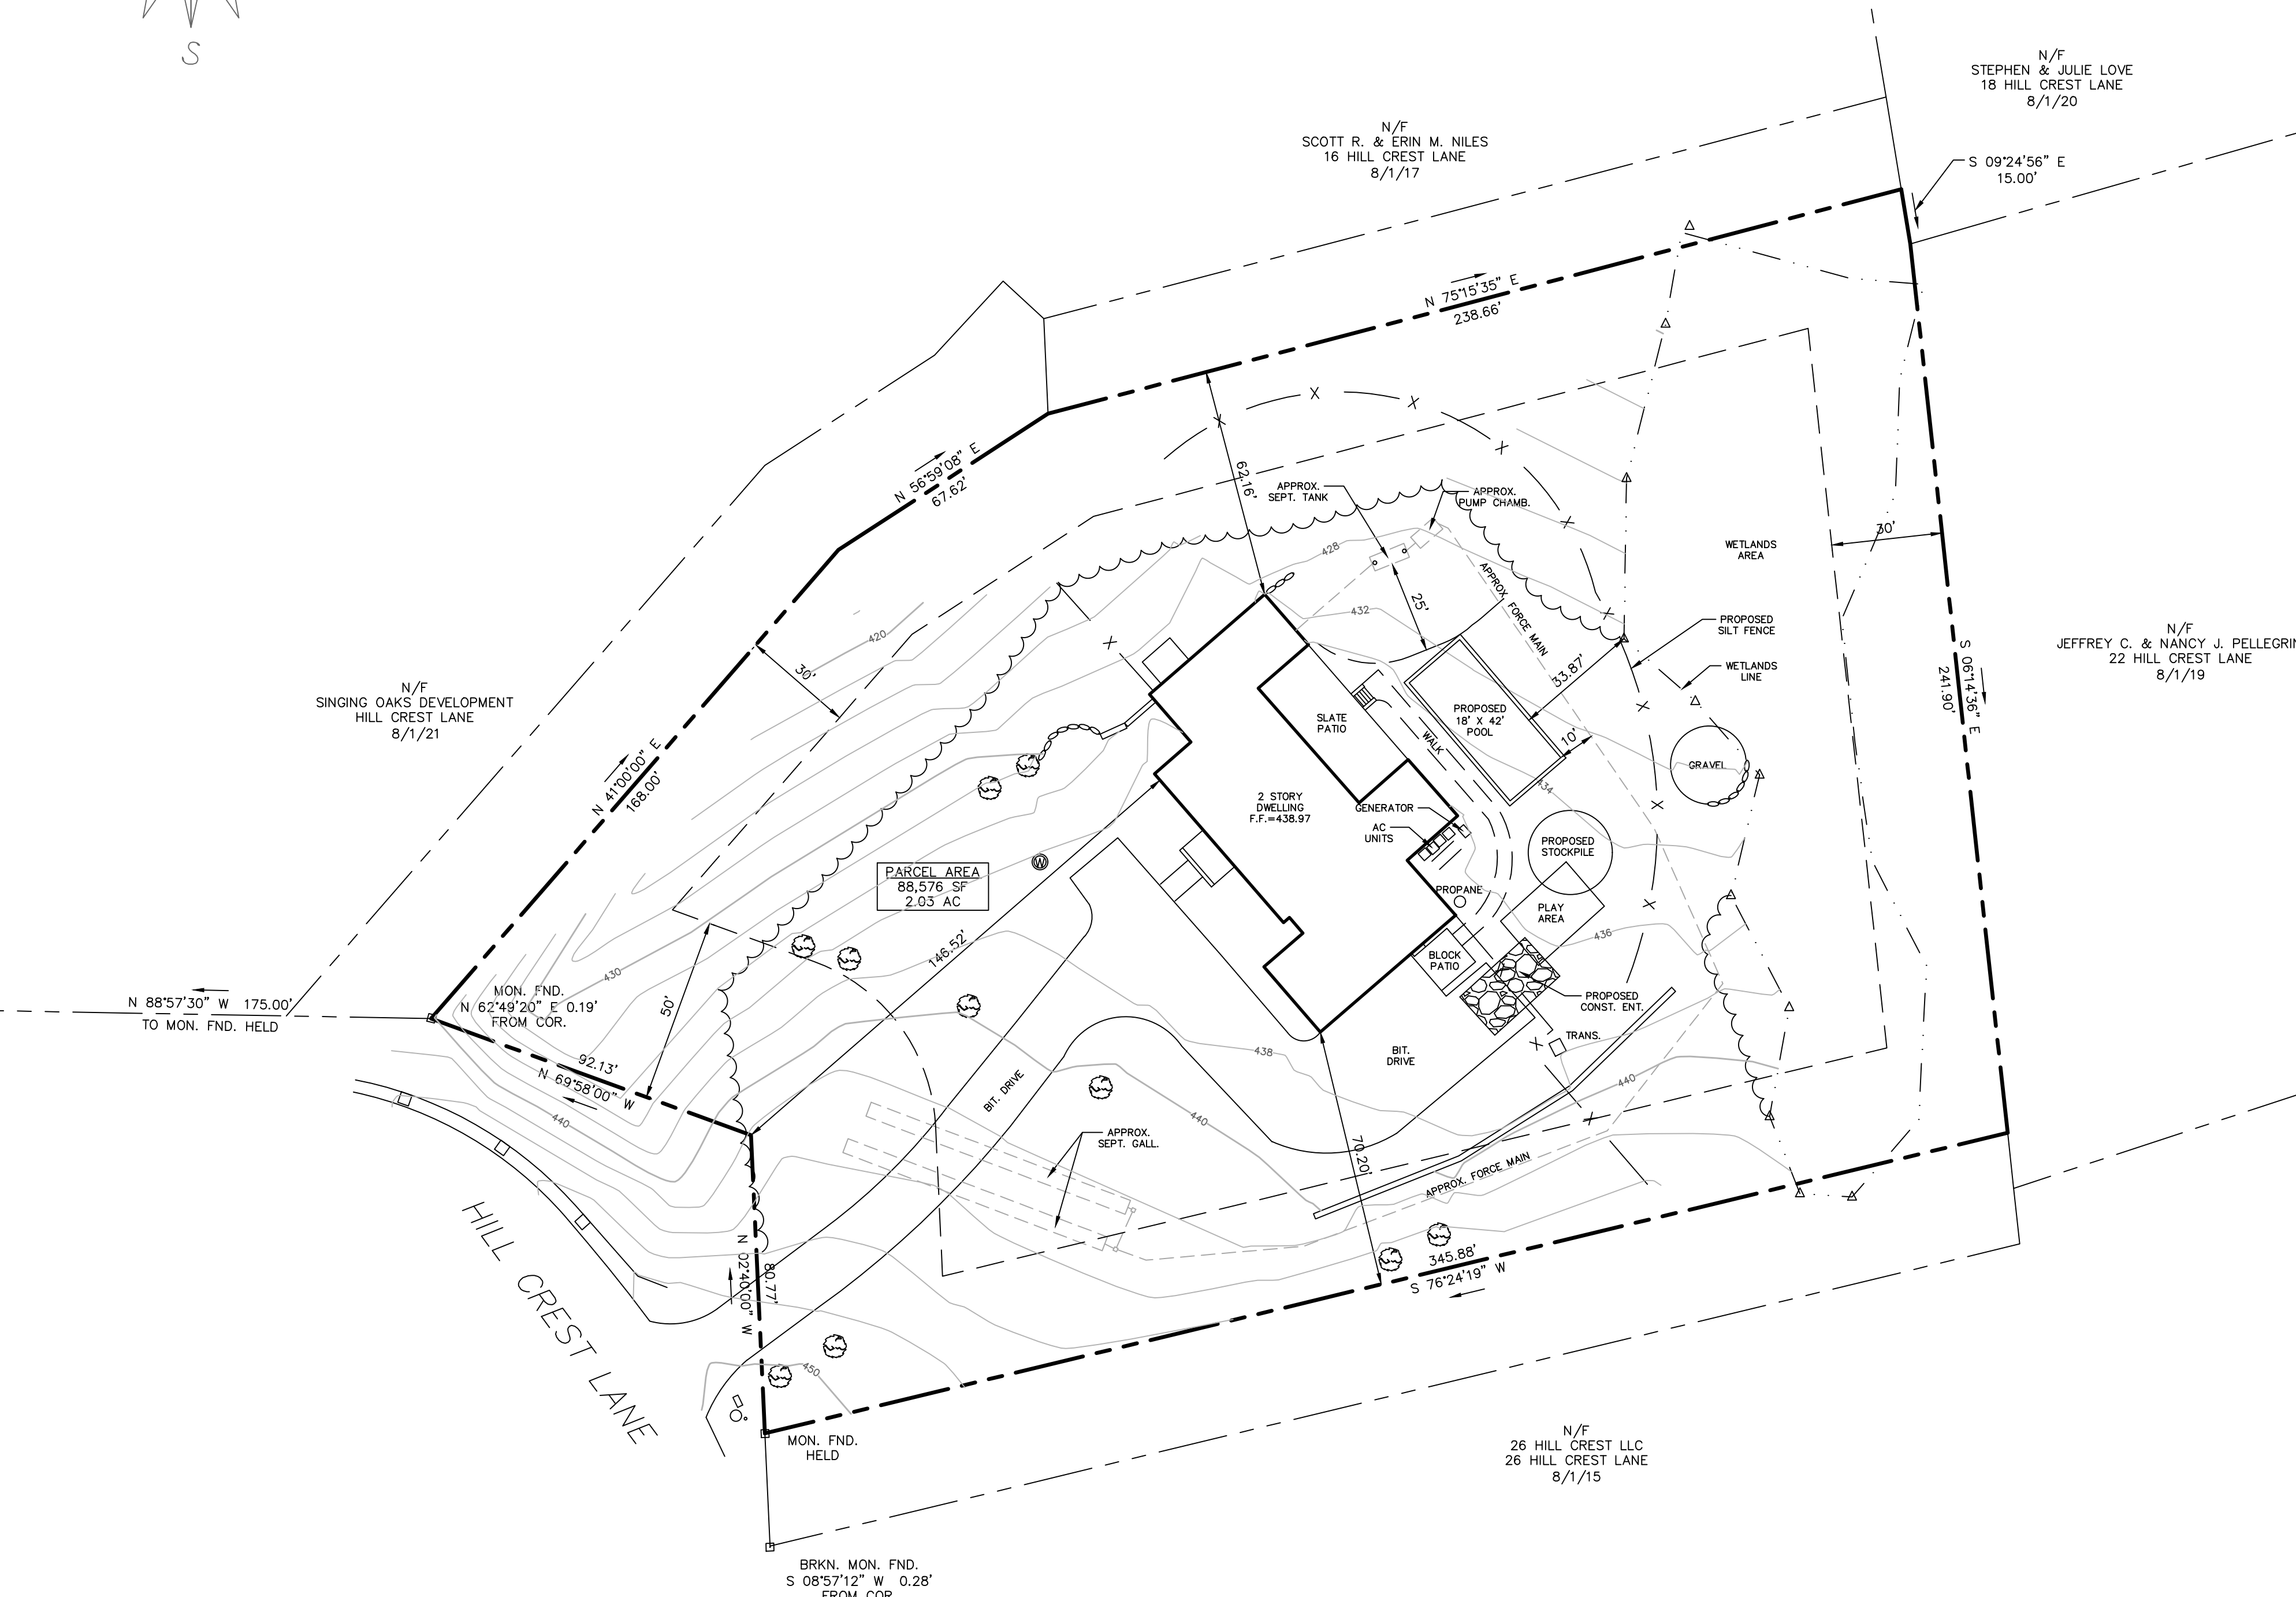 S
N/F
STEPHEN & JULIE LOVE
18 HILL CREST LANE
8/1/20
N/F
SCOTT R. & ERIN M. NILES
16 HILL CREST LANE
8/1/17
S 09°24'56" E
15.00'
N 75°15'35" E
238.66'
N 56°59'08" E
67.62'
62.16'
APPROX.
SEPT. TANK
APPROX.
PUMP CHAMB.
428
25'
APPROX. FORCE MAIN
WETLANDS
AREA
30'
432
420
PROPOSED
SILT FENCE
WETLANDS
LINE
33.87'
30'
N/F
SINGING OAKS DEVELOPMENT
HILL CREST LANE
8/1/21
N/F
JEFFREY C. & NANCY J. PELLEGRIN
22 HILL CREST LANE
8/1/19
S 06°14'36" E
241.90'
SLATE
PATIO
PROPOSED
18' X 42'
POOL
WALK
10'
GRAVEL
434
N 41°00'00" E
168.00'
2 STORY
DWELLING
F.F.=438.97
GENERATOR
AC
UNITS
PROPOSED
STOCKPILE
PARCEL AREA
88,576 SF
2.03 AC
W
PROPANE
PLAY
AREA
436
146.52'
BLOCK
PATIO
430
50'
MON. FND.
N 62°49'20" E 0.19'
FROM COR.
N 88°57'30" W 175.00'
TO MON. FND. HELD
PROPOSED
CONST. ENT.
TRANS.
BIT.
DRIVE
438
92.13'
N 69°58'00" W
440
BIT. DRIVE
440
440
APPROX.
SEPT. GALL.
70.20'
APPROX. FORCE MAIN
HILL CREST LANE
N 02°40'00" W
80.77'
345.88'
S 76°24'19" W
450
MON. FND.
HELD
N/F
26 HILL CREST LLC
26 HILL CREST LANE
8/1/15
BRKN. MON. FND.
S 08°57'12" W 0.28'
FROM COR.